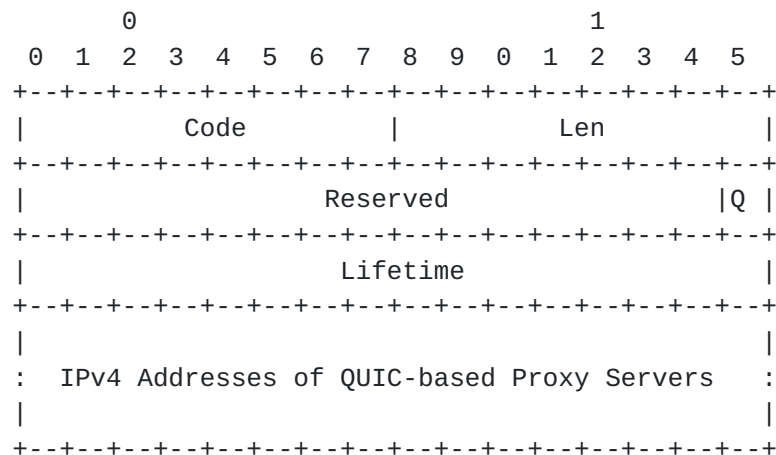 0                             1
 0  1  2  3  4  5  6  7  8  9  0  1  2  3  4  5
+--+--+--+--+--+--+--+--+--+--+--+--+--+--+--+--+
|          Code         |          Len          |
+--+--+--+--+--+--+--+--+--+--+--+--+--+--+--+--+
|                   Reserved                 |Q |
+--+--+--+--+--+--+--+--+--+--+--+--+--+--+--+--+
|                    Lifetime                   |
+--+--+--+--+--+--+--+--+--+--+--+--+--+--+--+--+
|                                               |
:  IPv4 Addresses of QUIC-based Proxy Servers   :
|                                               |
+--+--+--+--+--+--+--+--+--+--+--+--+--+--+--+--+